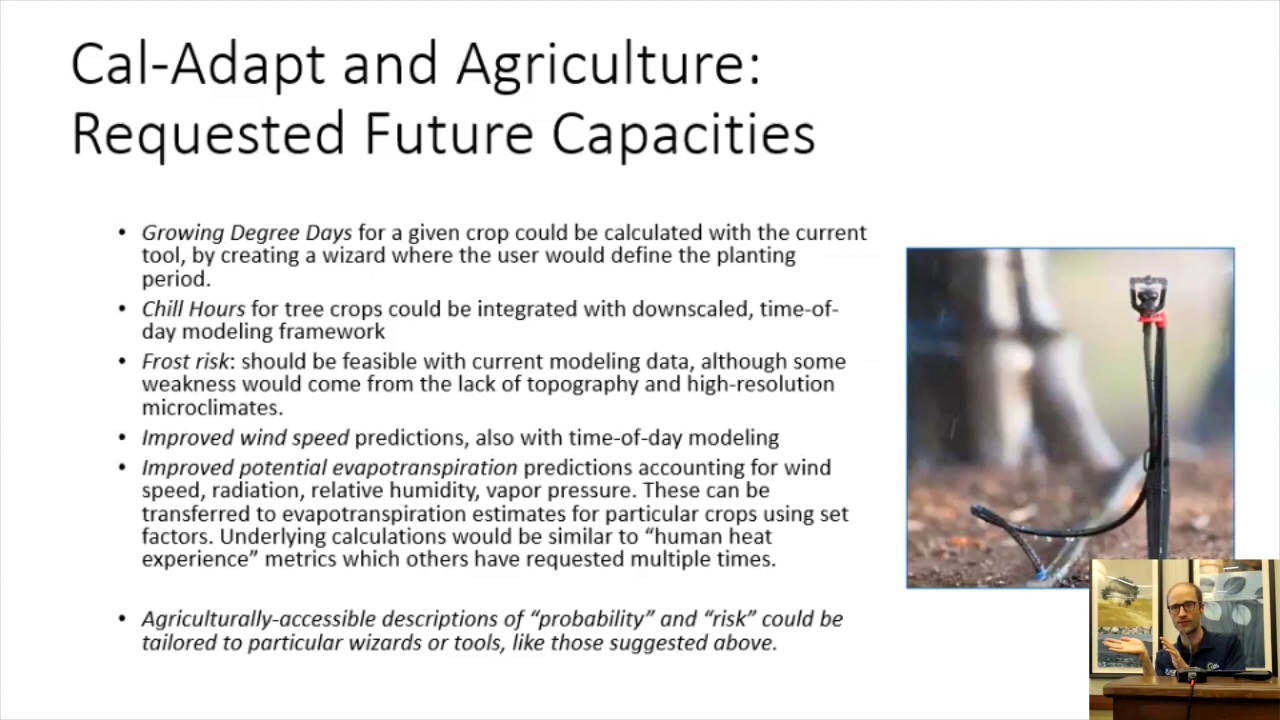 Cal-Adapt and Agriculture:
Requested Future Capacities
• Growing Degree Days for a given crop could be calculated with the current
tool, by creating a wizard where the user would define the planting
period.
• Chill Hours for tree crops could be integrated with downscaled, time-of-
day modeling framework
• Frost risk: should be feasible with current modeling data, although some
weakness would come from the lack of topography and high-resolution
microclimates.
• Improved wind speed predictions, also with time-of-day modeling
• Improved potential evapotranspiration predictions accounting for wind
speed, radiation, relative humidity, vapor pressure. These can be
transferred to evapotranspiration estimates for particular crops using set
factors. Underlying calculations would be similar to “human heat
experience” metrics which others have requested multiple times.
• Agriculturally-accessible descriptions of “probability” and “risk” could be
tailored to particular wizards or tools, like those suggested above.